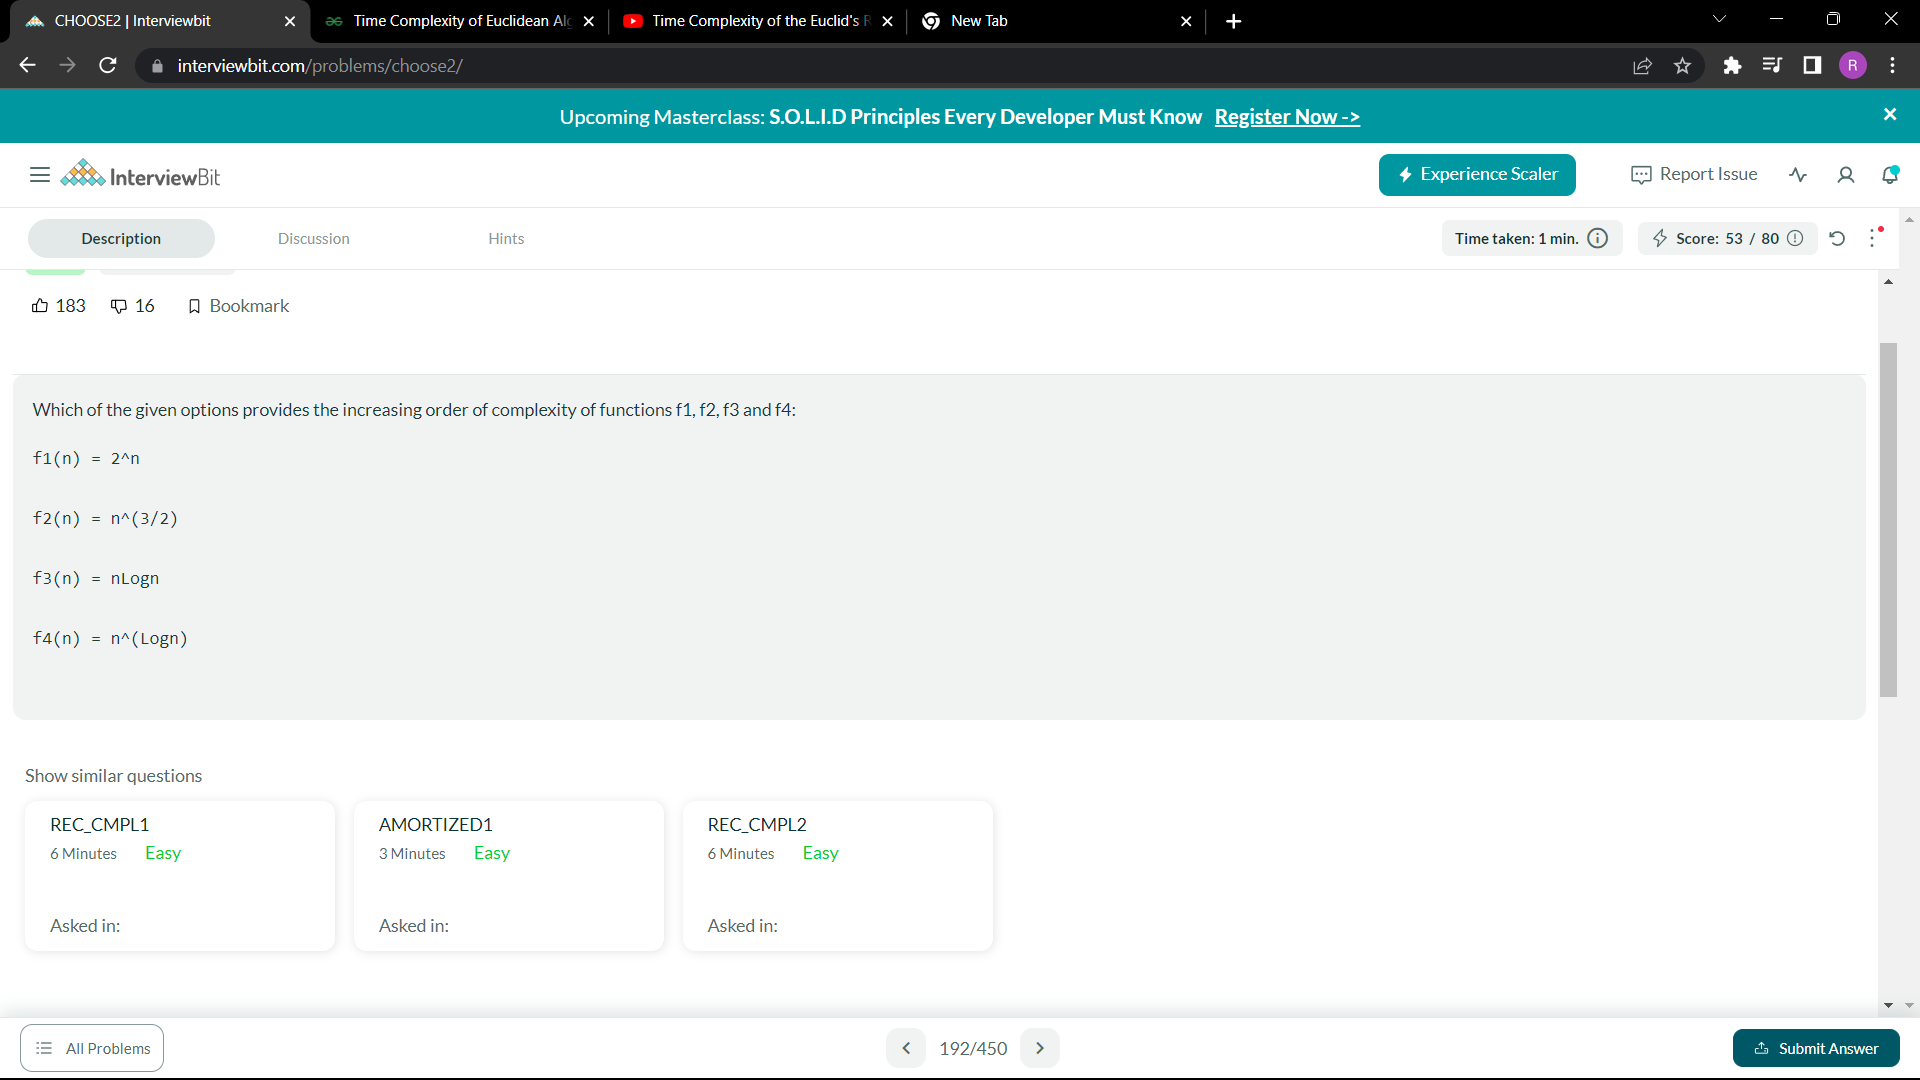 CHOOSE2 | Interviewbit
Time Complexity of Euclidean Al
Time Complexity of the Euclid's R
New Tab
interviewbit.com/problems/choose2/
R
Upcoming Masterclass: S.O.L.I.D Principles Every Developer Must Know Register Now ->
InterviewBit
Experience Scaler
Report Issue
Description
Discussion
Hints
Time taken: 1 min.
Score: 53 / 80
183
16
Bookmark
Which of the given options provides the increasing order of complexity of functions f1, f2, f3 and f4:
f1(n) = 2^n
f2(n) = n^(3/2)
f3(n) = nLogn
f4(n) = n^(Logn)
Show similar questions
REC_CMPL1
6 Minutes Easy
Asked in:
AMORTIZED1
3 Minutes Easy
Asked in:
REC_CMPL2
6 Minutes Easy
Asked in:
All Problems
192/450
Submit Answer